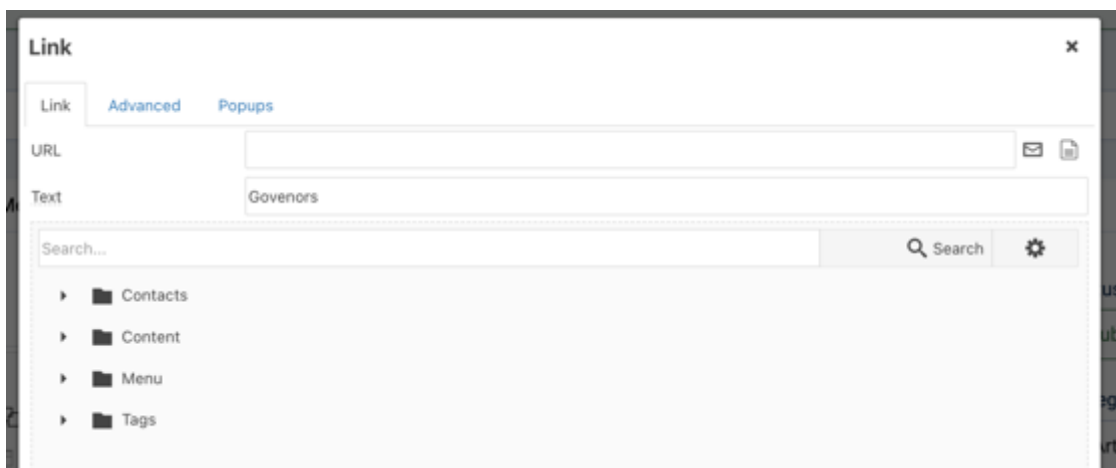 Link
Link Advanced Popups
URL
Text Govenors
Search... Search
Contacts
Content
Menu
Tags